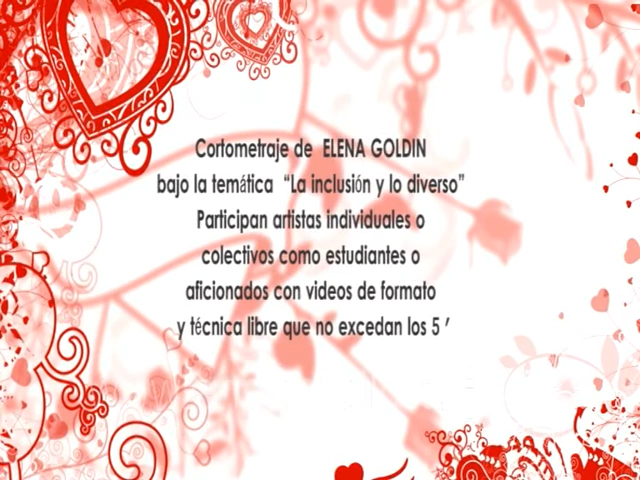 Cortometraje de ELENA GOLDIN
bajo la temática “La inclusión y lo diverso”
Participan artistas individuales o
colectivos como estudiantes o
aficionados con videos de formato
y técnica libre que no excedan los 5 ′